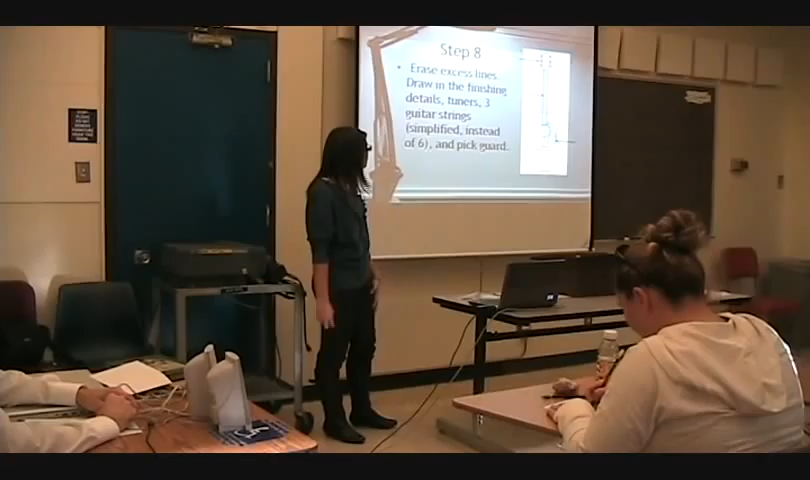 Step 8
• Erase excess lines.
Draw in the finishing
details, tuners, 3
guitar strings
(simplified, instead
of 6), and pick guard.